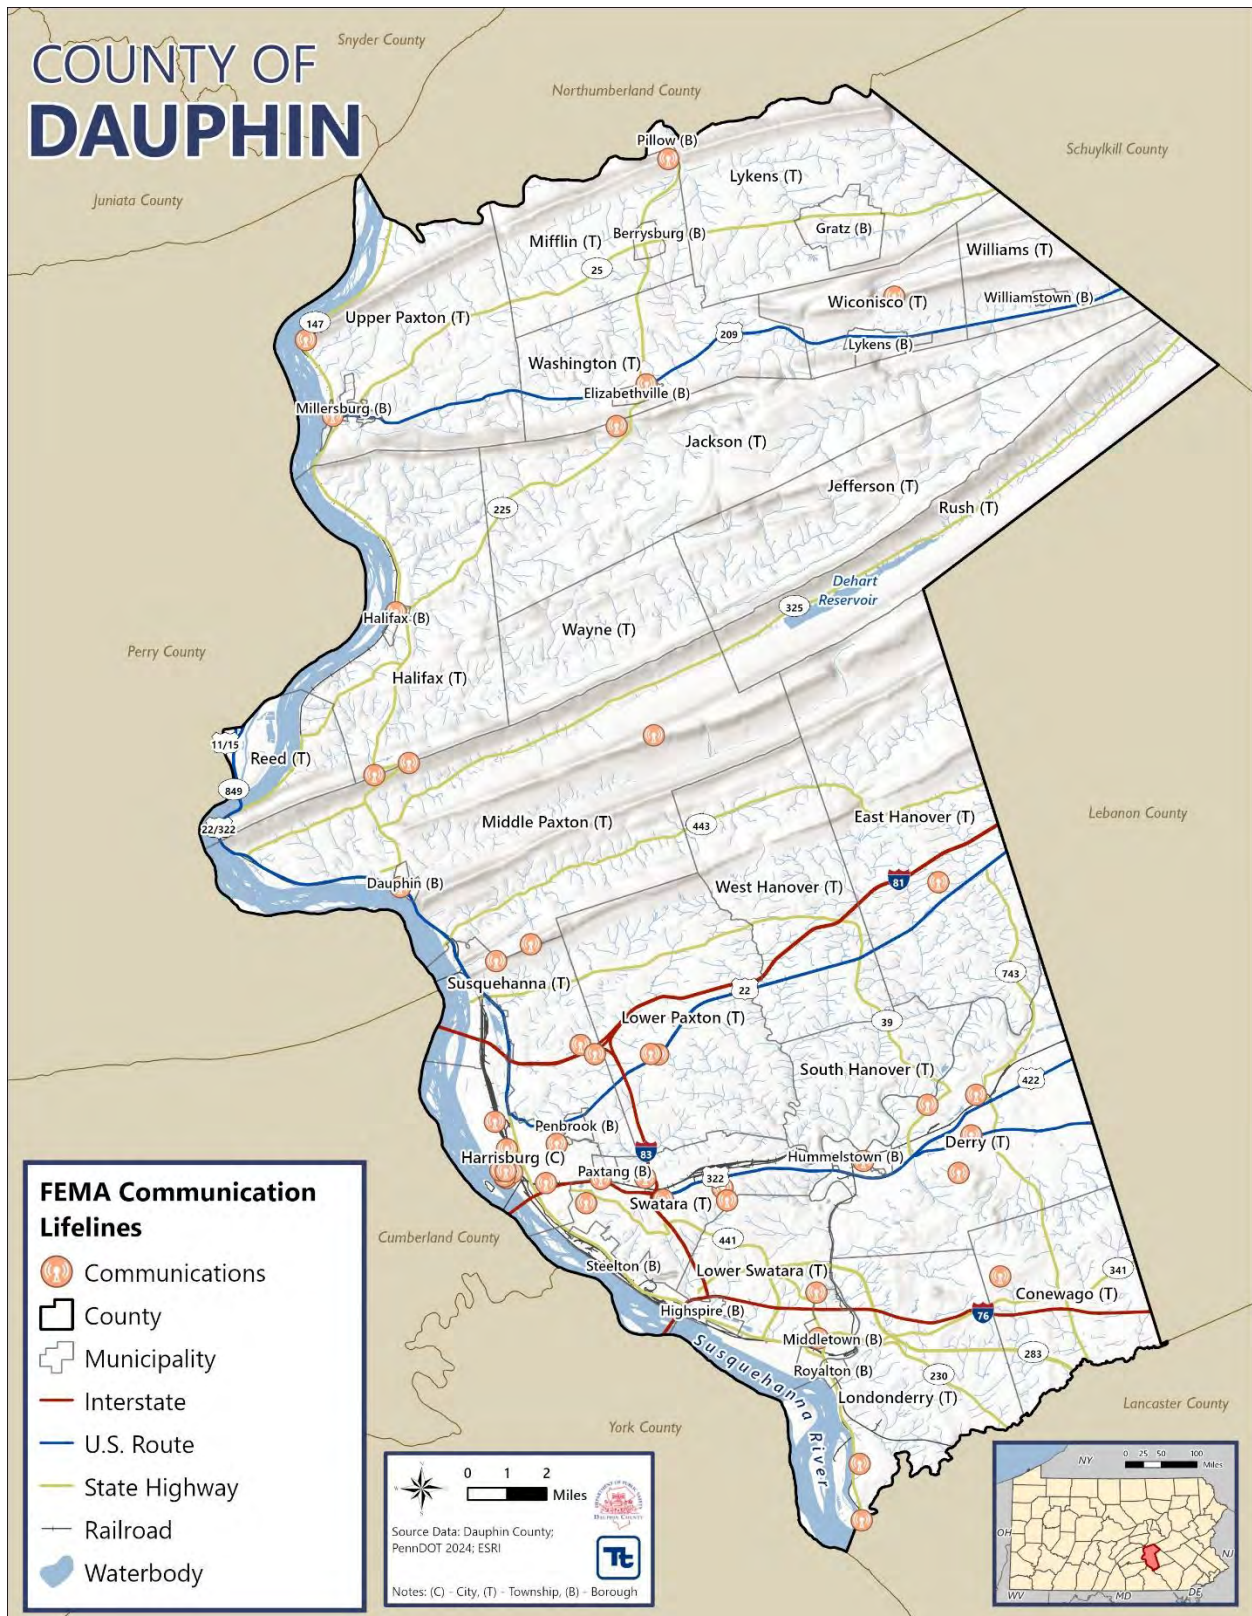 COUNTY OF
DAUPHIN
Snyder County
Northumberland County
Schuylkill County
Juniata County
Pillow (B)
Lykens (T)
Gratz (B)
Berrysburg (B)
Mifflin (T)
25
Williams (T)
Williamstown (B)
Wiconisco (T)
147
Upper Paxton (T)
209
Lykens (B)
Washington (T)
Elizabethville (B)
Millersburg (B)
Jackson (T)
Jefferson (T)
Rush (T)
225
Dehart
Reservoir
325
Halifax (B)
Wayne (T)
Perry County
Halifax (T)
11/15
Reed (T)
849
22/322
Middle Paxton (T)
443
East Hanover (T)
Lebanon County
Dauphin (B)
West Hanover (T)
81
743
Susquehanna (T)
22
Lower Paxton (T)
39
South Hanover (T)
422
Penbrook (B)
Derry (T)
83
Harrisburg (C)
Hummelstown (B)
Paxtang (B)
322
Swatara (T)
441
Cumberland County
Steelton (B)
Lower Swatara (T)
341
Conewago (T)
Highspire (B)
76
Middletown (B)
283
Royalton (B)
230
Londonderry (T)
Susquehanna River
York County
Lancaster County
FEMA Communication
Lifelines
Communications
County
Municipality
Interstate
U.S. Route
State Highway
Railroad
Waterbody
N
E
S
W
0 1 2
Miles
DEPARTMENT OF PUBLIC SAFETY
DAUPHIN COUNTY
Source Data: Dauphin County;
PennDOT 2024; ESRI
Tt
Notes: (C) - City, (T) - Township, (B) - Borough
0 25 50 100
Miles
NY
OH
NJ
WV
MD
DE